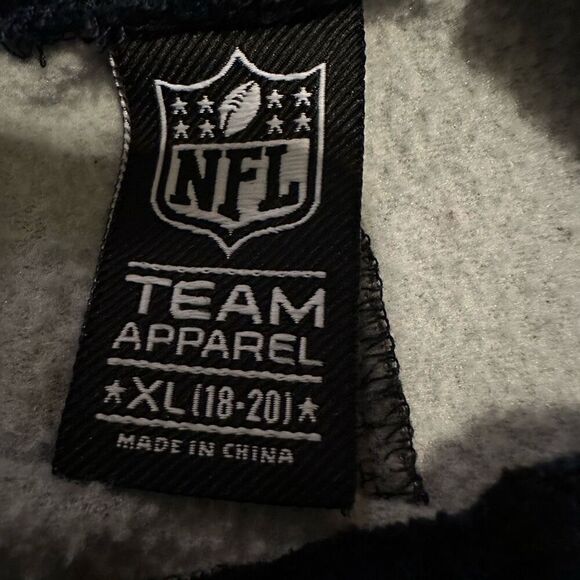 NFL
TEAM
APPAREL
XL (18-20)
MADE IN CHINA